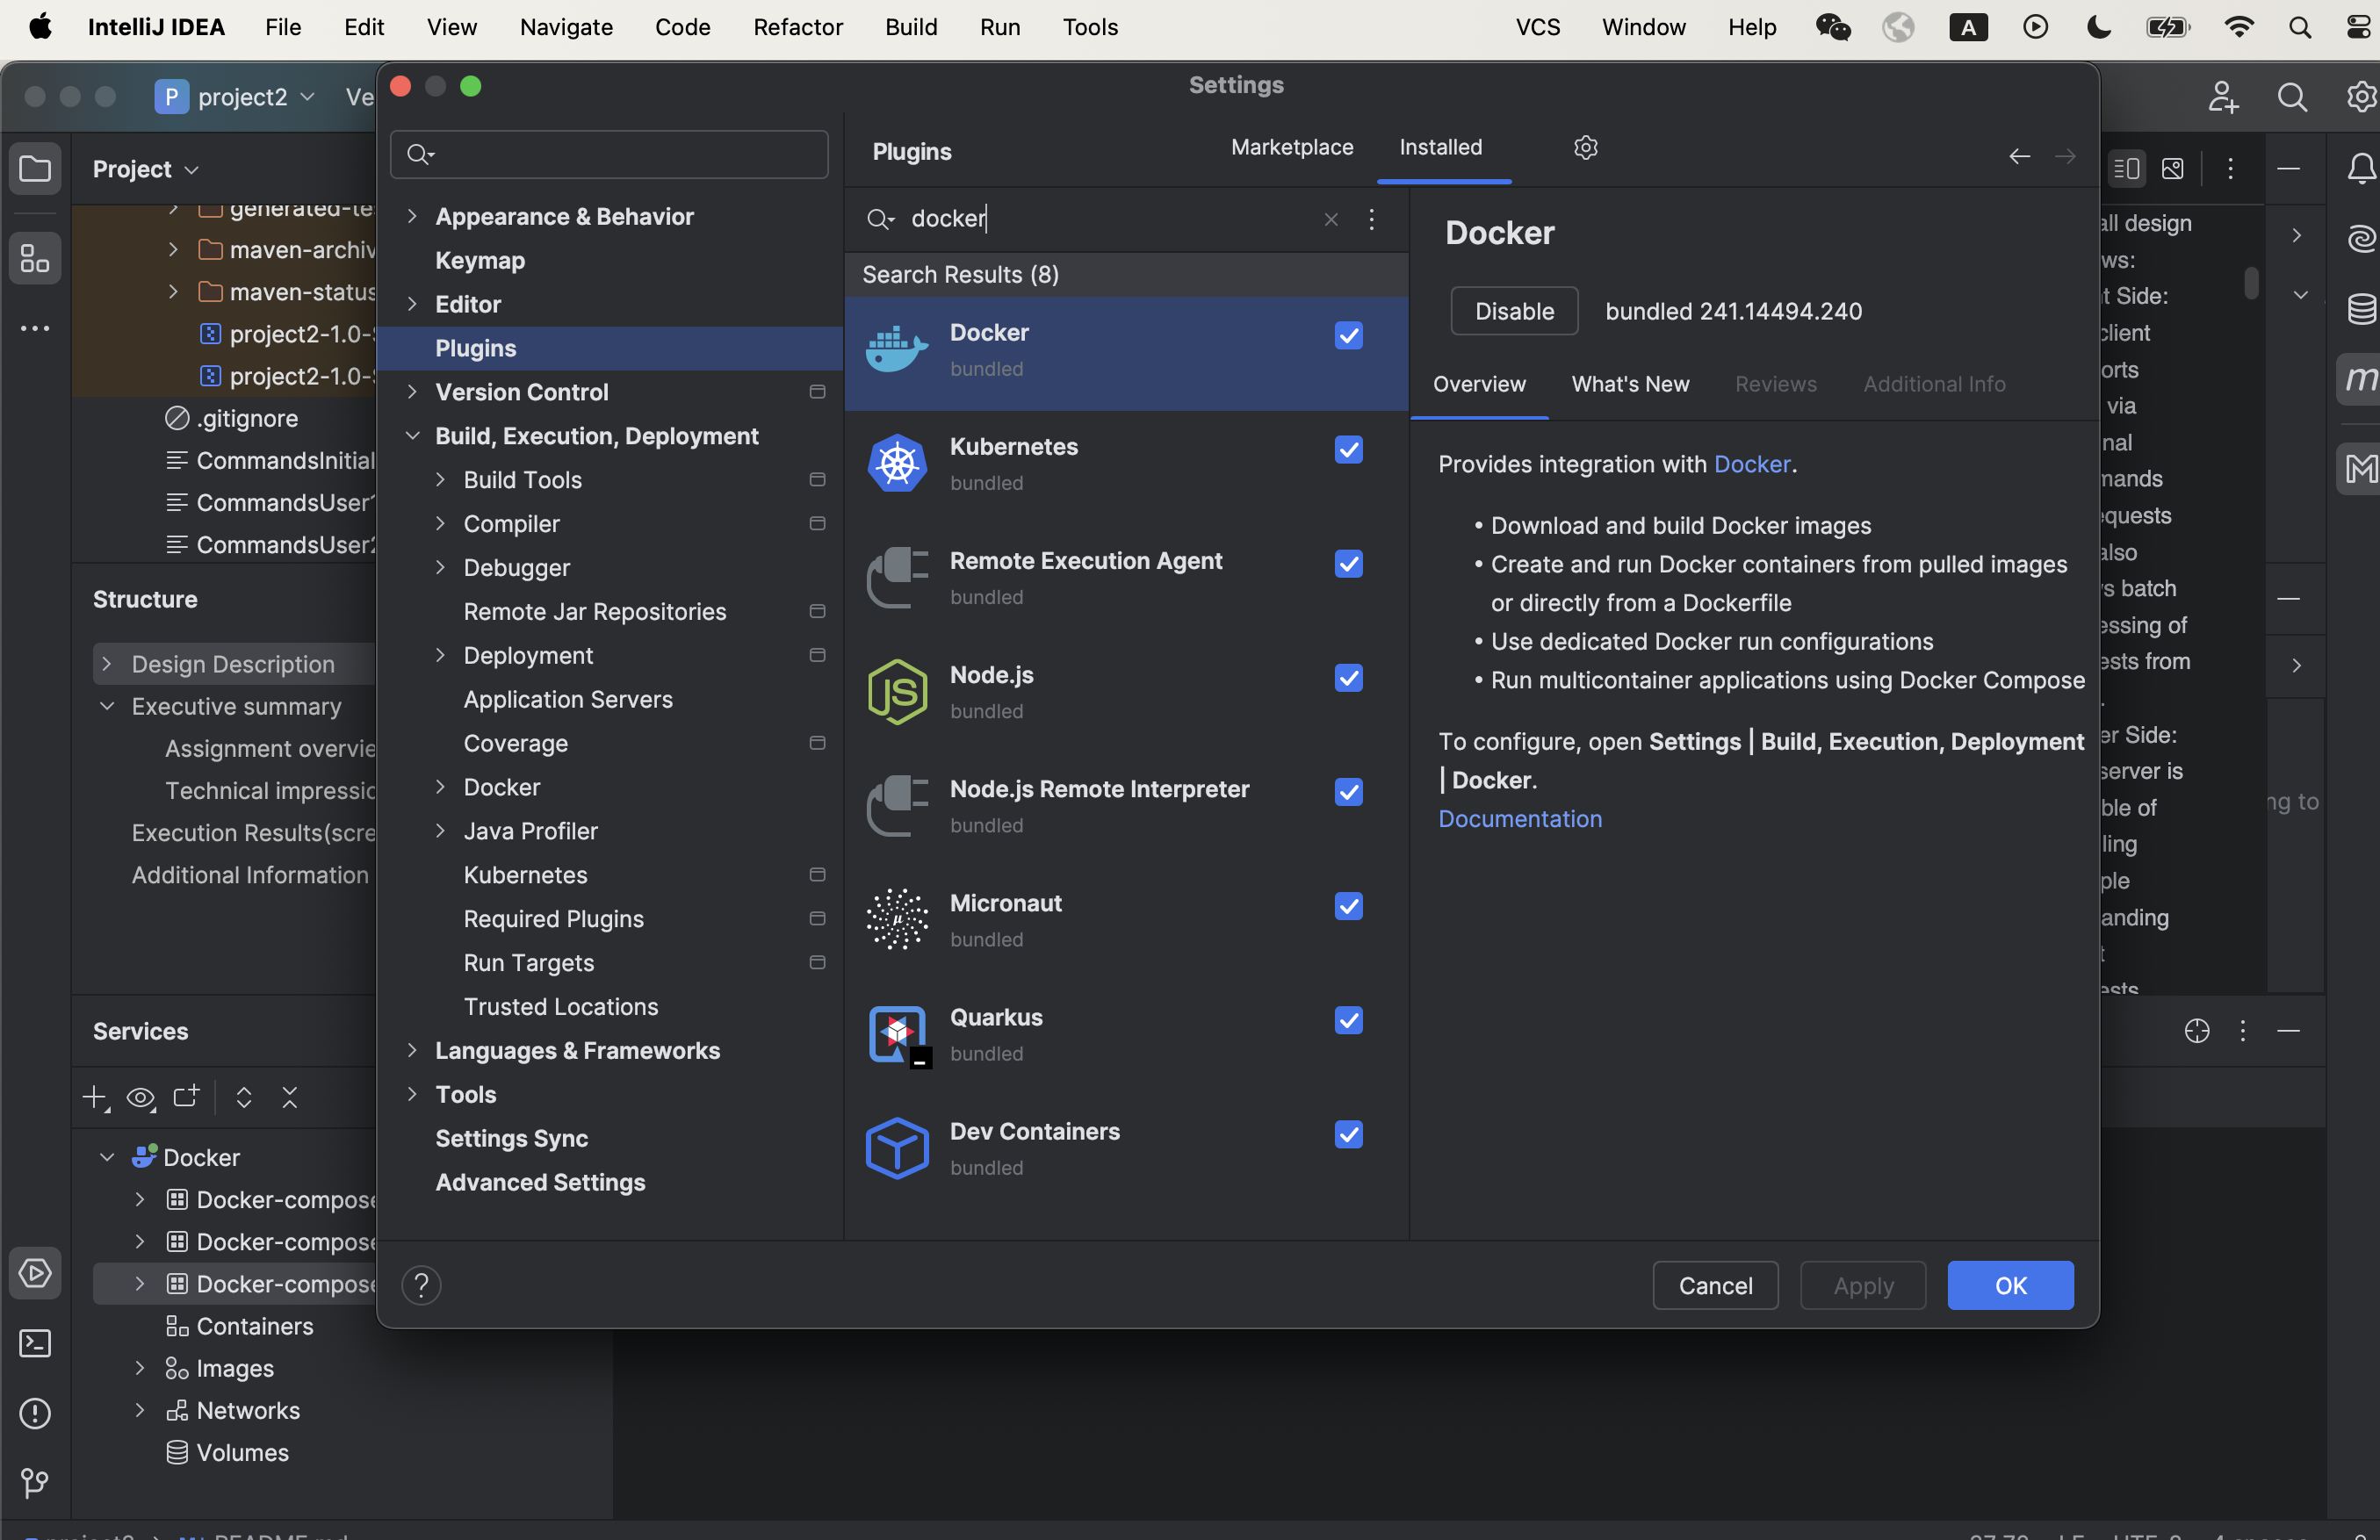 IntelliJ IDEA File Edit View Navigate Code Refactor Build Run Tools VCS Window Help A
P project2
Settings
Project
generated-te
maven-archiv
maven-status
project2-1.0-
project2-1.0-
.gitignore
CommandsInitial
CommandsUser1
CommandsUser2
Structure
Design Description
Executive summary
Assignment overvie
Technical impressio
Execution Results(scre
Additional Information
Services
Docker
Docker-compose
Docker-compose
Docker-compose
Containers
Images
Networks
Volumes
Appearance & Behavior
Keymap
Editor
Plugins
Version Control
Build, Execution, Deployment
Build Tools
Compiler
Debugger
Remote Jar Repositories
Deployment
Application Servers
Coverage
Docker
Java Profiler
Kubernetes
Required Plugins
Run Targets
Trusted Locations
Languages & Frameworks
Tools
Settings Sync
Advanced Settings
?
Plugins Marketplace Installed
docker
Search Results (8)
Docker
bundled
Kubernetes
bundled
Remote Execution Agent
bundled
JS
Node.js
bundled
Node.js Remote Interpreter
bundled
μ
Micronaut
bundled
Quarkus
bundled
Dev Containers
bundled
Docker
Disable bundled 241.14494.240
Overview What's New Reviews Additional Info
Provides integration with Docker.
• Download and build Docker images
• Create and run Docker containers from pulled images
or directly from a Dockerfile
• Use dedicated Docker run configurations
• Run multicontainer applications using Docker Compose
To configure, open Settings | Build, Execution, Deployment
| Docker.
Documentation
Cancel Apply OK
all design
ws:
t Side:
client
orts
via
nal
mands
equests
also
s batch
essing of
ests from
.
er Side:
server is
ble of
ling
ple
anding
t
ests
ng to
m
project2 README.md